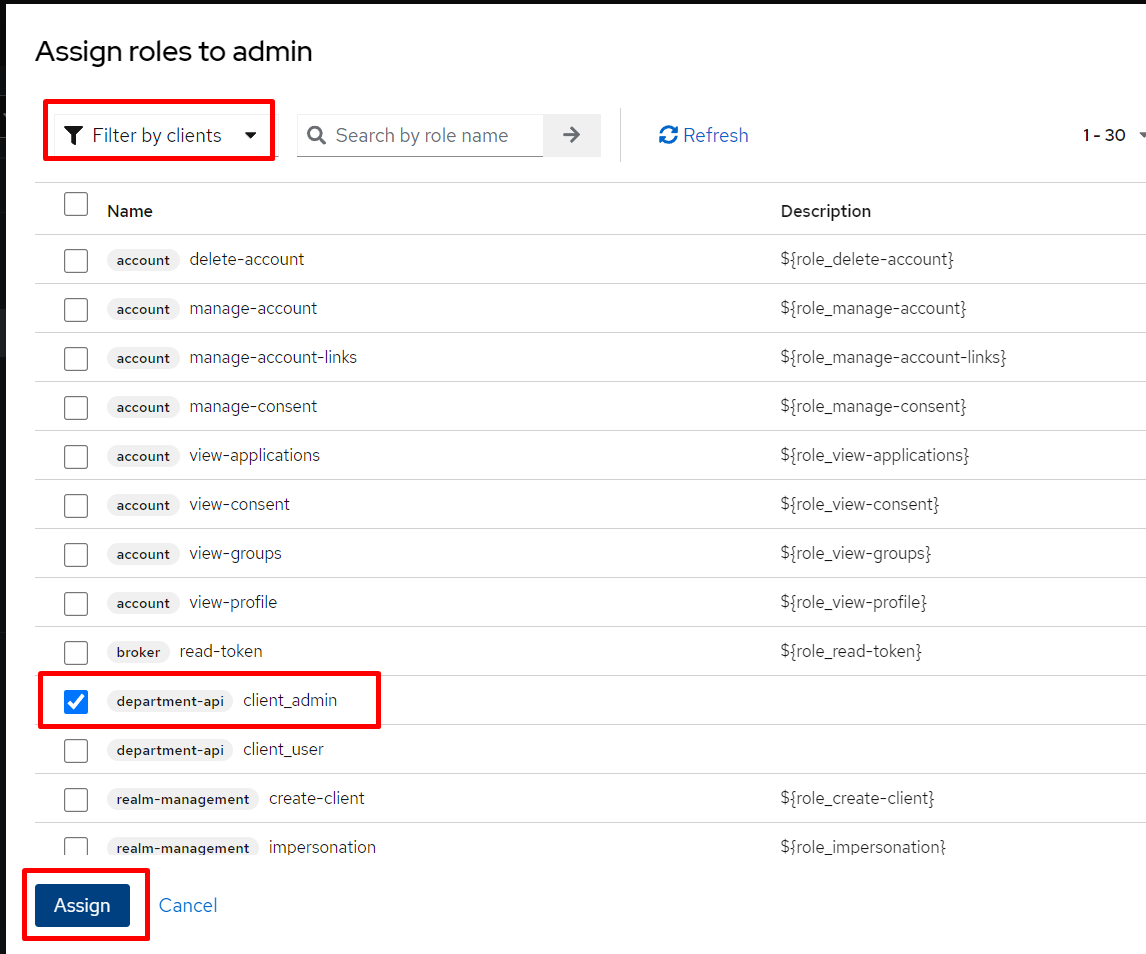 Assign roles to admin
Filter by clients Search by role name Refresh 1 - 30
Name Description
account delete-account ${role_delete-account}
account manage-account ${role_manage-account}
account manage-account-links ${role_manage-account-links}
account manage-consent ${role_manage-consent}
account view-applications ${role_view-applications}
account view-consent ${role_view-consent}
account view-groups ${role_view-groups}
account view-profile ${role_view-profile}
broker read-token ${role_read-token}
department-api client_admin
department-api client_user
realm-management create-client ${role_create-client}
realm-management impersonation ${role_impersonation}
Assign Cancel